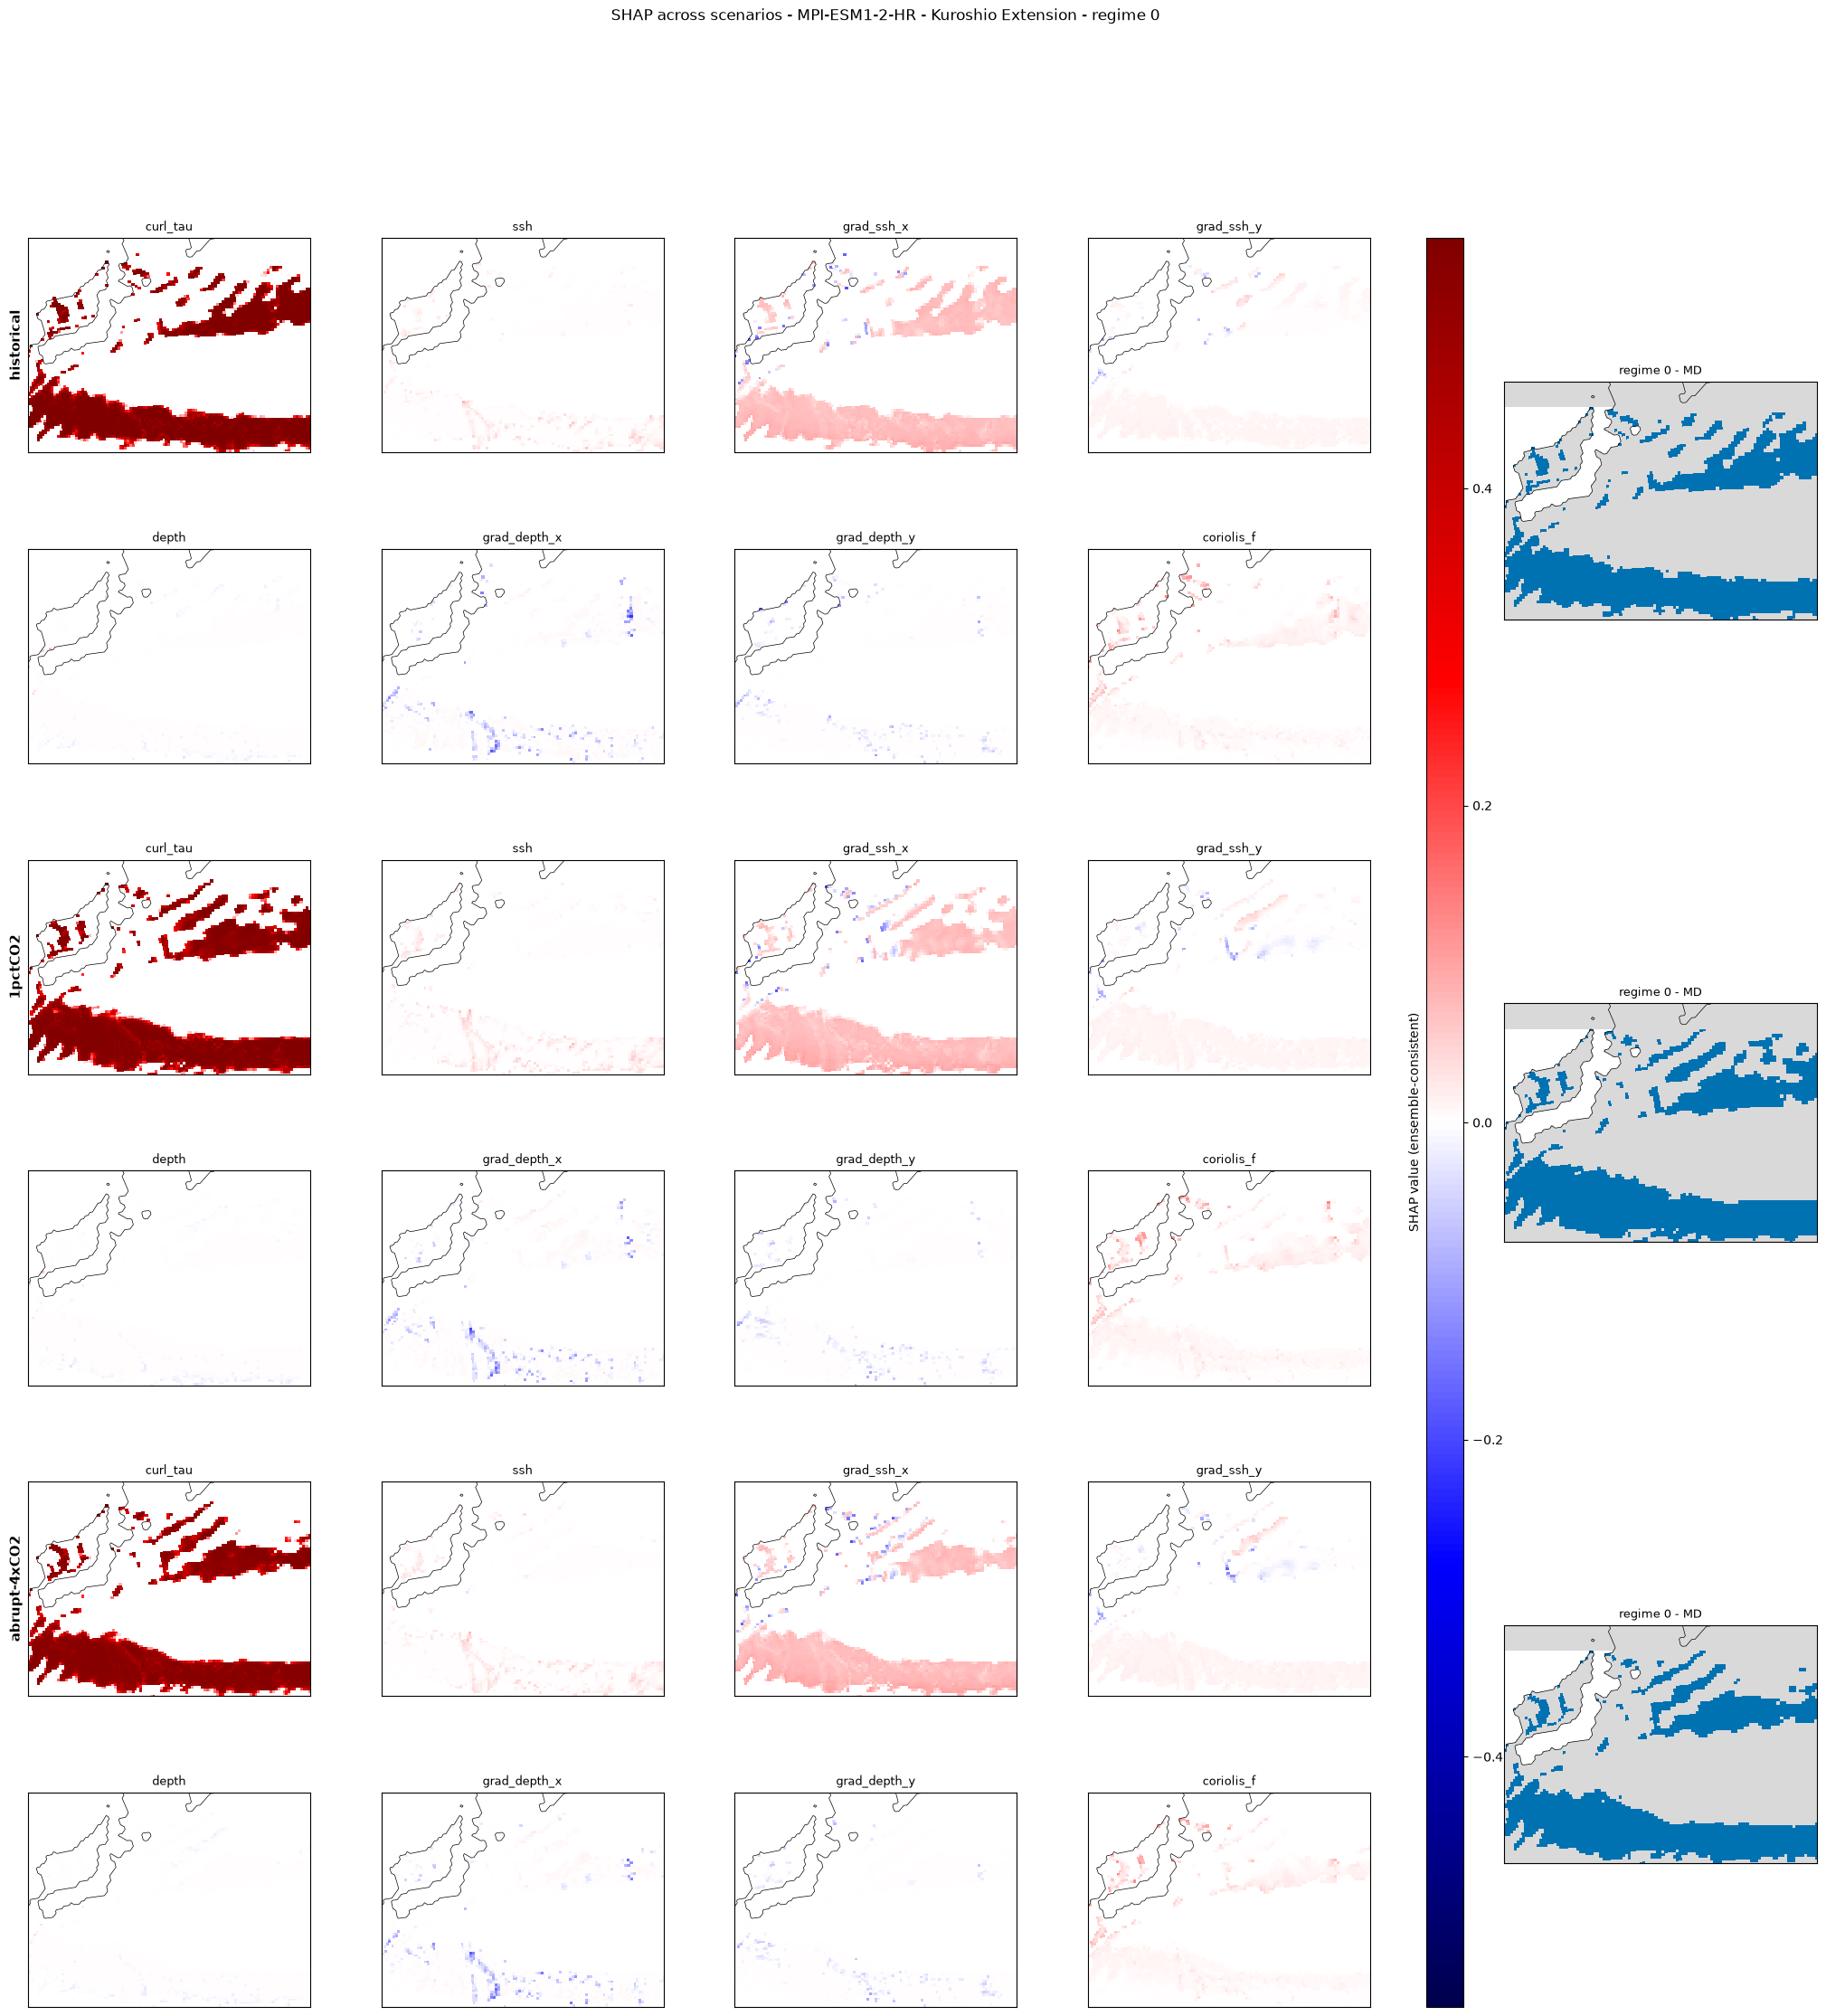 SHAP across scenarios - MPI-ESM1-2-HR - Kuroshio Extension - regime 0
historical
curl_tau
ssh
grad_ssh_x
grad_ssh_y
depth
grad_depth_x
grad_depth_y
coriolis_f
1pctCO2
curl_tau
ssh
grad_ssh_x
grad_ssh_y
depth
grad_depth_x
grad_depth_y
coriolis_f
abrupt-4xCO2
curl_tau
ssh
grad_ssh_x
grad_ssh_y
depth
grad_depth_x
grad_depth_y
coriolis_f
SHAP value (ensemble-consistent)
0.4
0.2
0.0
−0.2
−0.4
regime 0 - MD
regime 0 - MD
regime 0 - MD